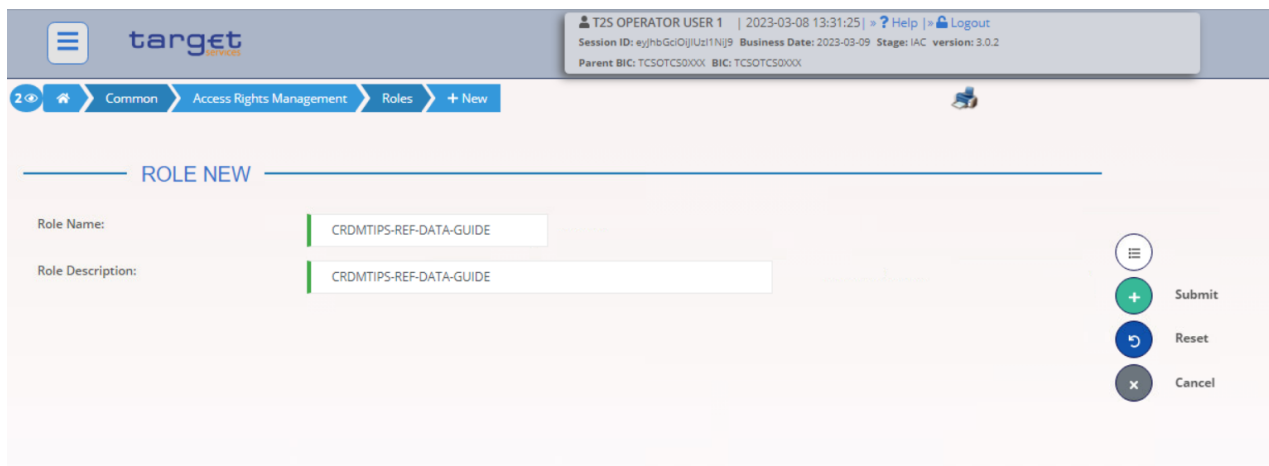 T2S OPERATOR USER 1 | 2023-03-08 13:31:25| » ? Help |» Logout
target
services
Session ID: eyJhbGciOiJIUzI1NiJ9 Business Date: 2023-03-09 Stage: IAC version: 3.0.2
Parent BIC: TCSOTCS0XXX BIC: TCSOTCS0XXX
2 Common Access Rights Management Roles + New
ROLE NEW
Role Name: CRDMTIPS-REF-DATA-GUIDE
Role Description: CRDMTIPS-REF-DATA-GUIDE
Submit
Reset
Cancel